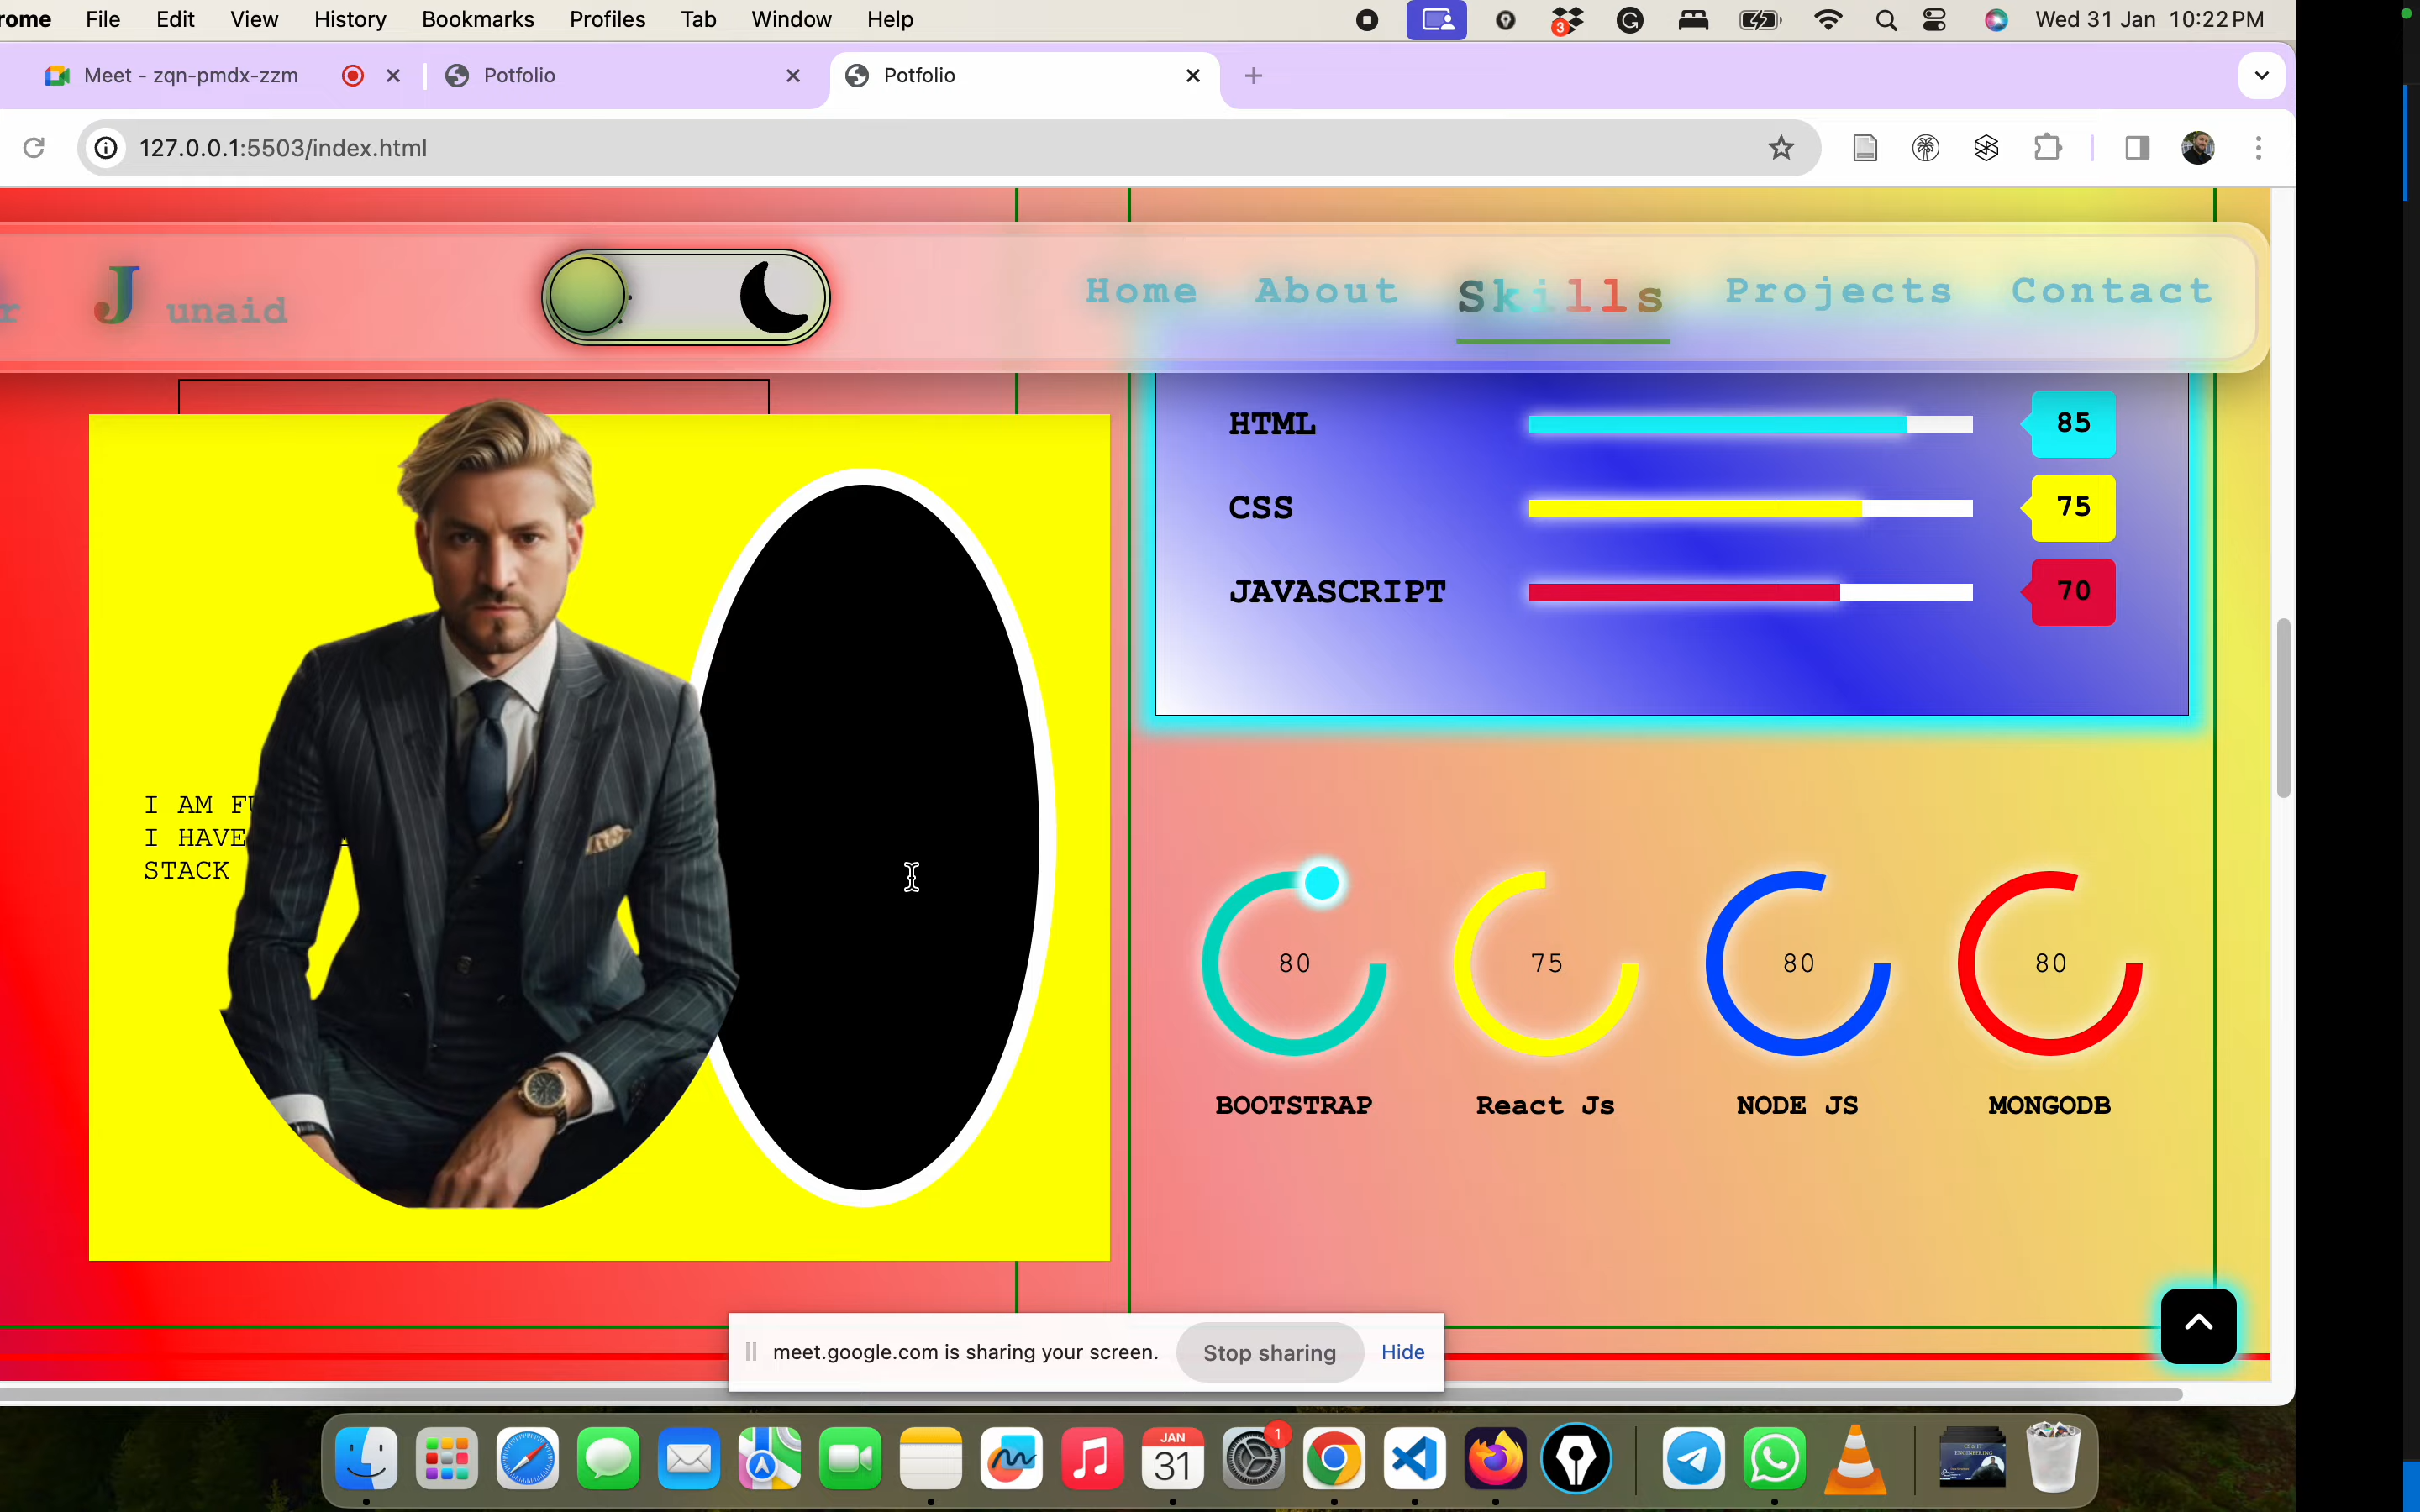 rome File Edit View History Bookmarks Profiles Tab Window Help
3
Wed 31 Jan 10:22 PM
Meet - zqn-pmdx-zzm
Potfolio
Potfolio
127.0.0.1:5503/index.html
r Junaid
Home About Skills Projects Contact
HTML 85
CSS 75
JAVASCRIPT 70
I AM
I HAVE
STACK
80 75 80 80
BOOTSTRAP React Js NODE JS MONGODB
meet.google.com is sharing your screen. Stop sharing Hide
JAN
31
1